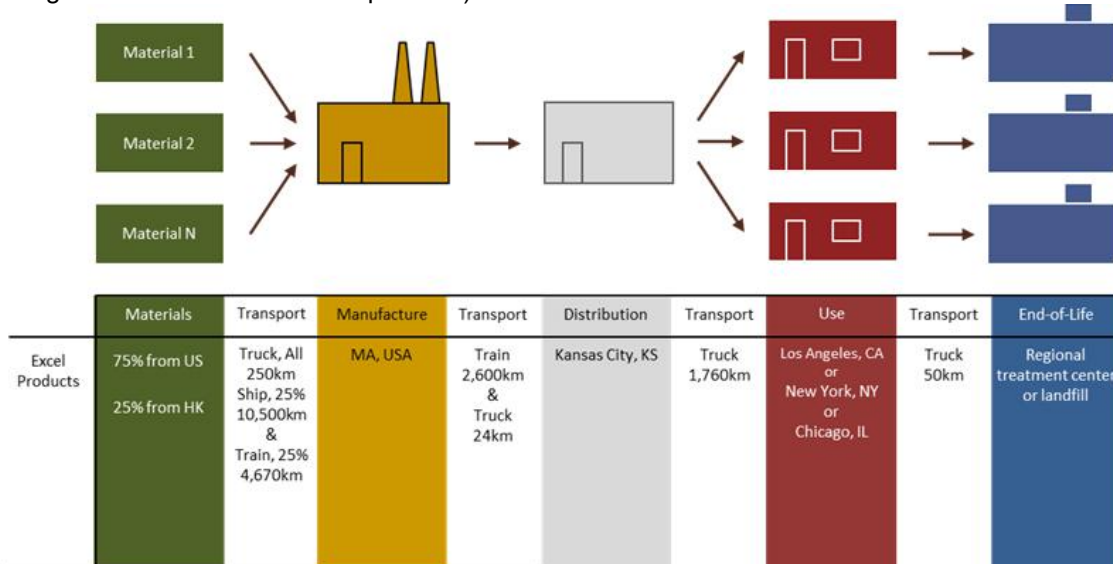 Material 1
Material 2
Material N
Materials Transport Manufacture Transport Distribution Transport Use Transport End-of-Life
Excel
Products
75% from US
25% from HK
Truck, All
250km
Ship, 25%
10,500km
&
Train, 25%
4,670km
MA, USA
Train
2,600km
&
Truck
24km
Kansas City, KS
Truck
1,760km
Los Angeles, CA
or
New York, NY
or
Chicago, IL
Truck
50km
Regional
treatment center
or landfill